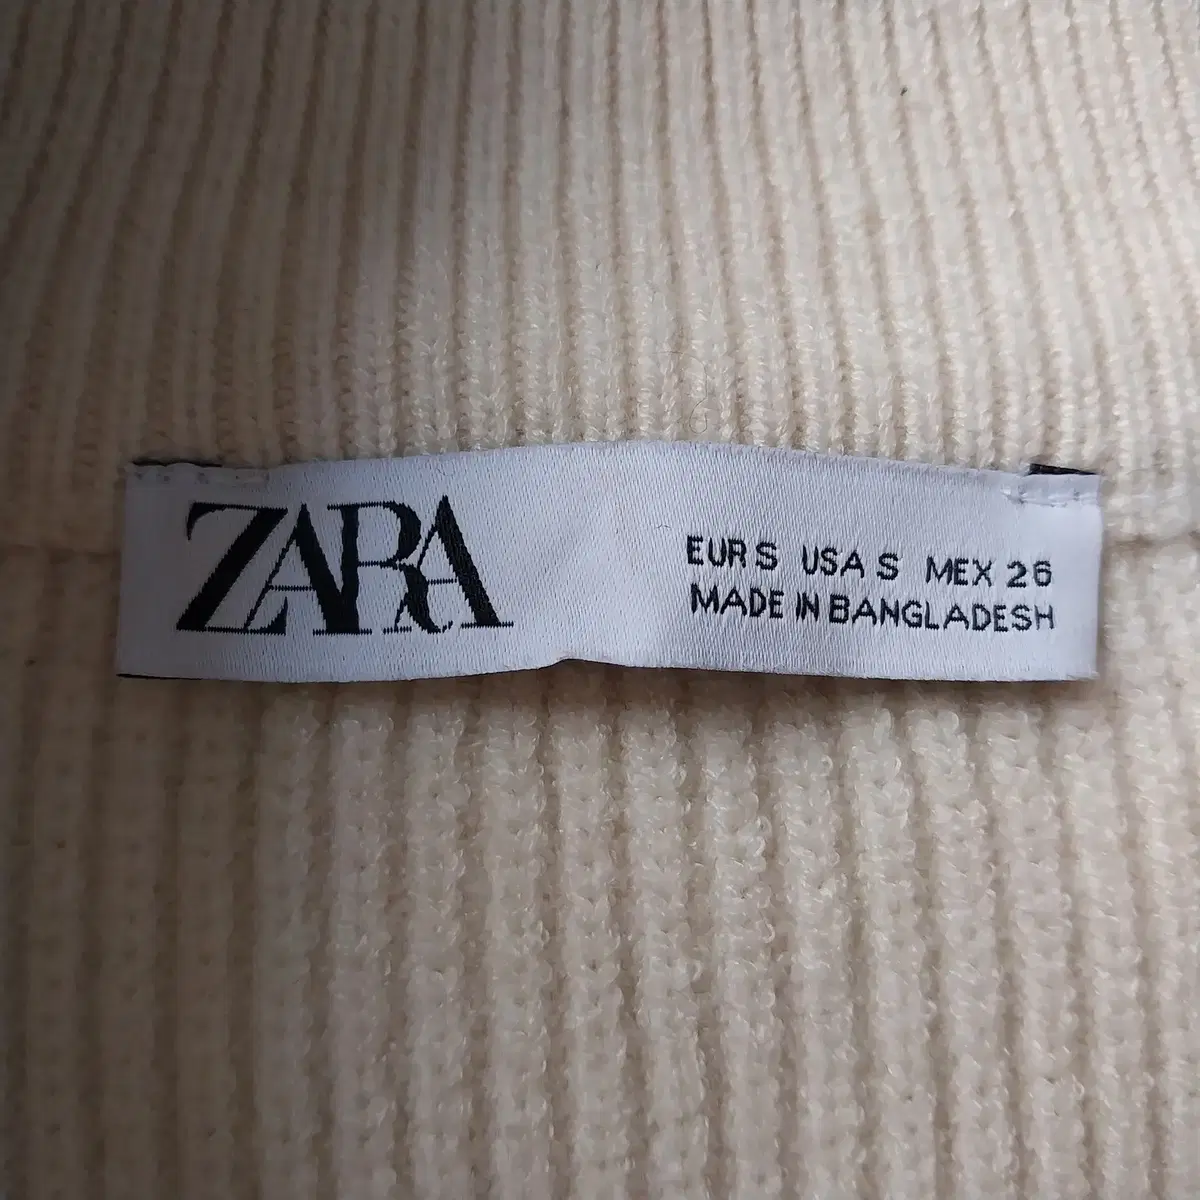 ZARA
EUR S USA S MEX 26
MADE IN BANGLADESH